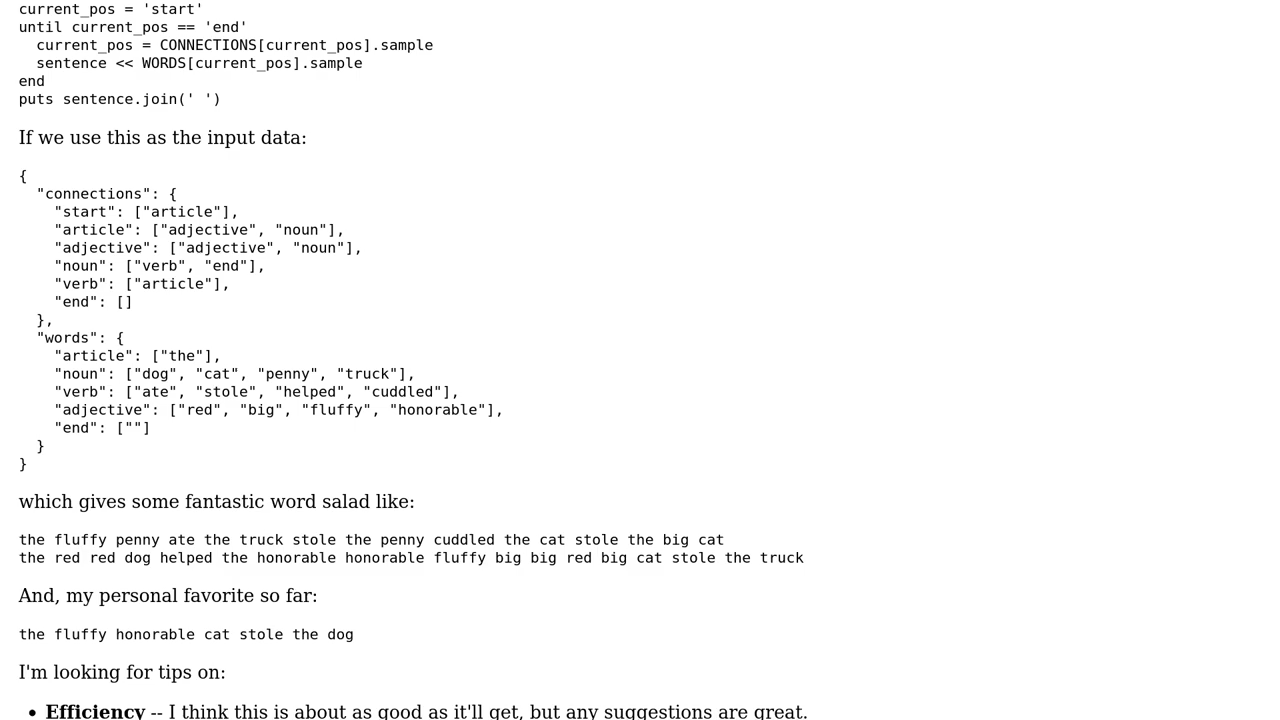 current_pos = 'start'
until current_pos == 'end'
  current_pos = CONNECTIONS[current_pos].sample
  sentence << WORDS[current_pos].sample
end
puts sentence.join(' ')
If we use this as the input data:
{
  "connections": {
    "start": ["article"],
    "article": ["adjective", "noun"],
    "adjective": ["adjective", "noun"],
    "noun": ["verb", "end"],
    "verb": ["article"],
    "end": []
  },
  "words": {
    "article": ["the"],
    "noun": ["dog", "cat", "penny", "truck"],
    "verb": ["ate", "stole", "helped", "cuddled"],
    "adjective": ["red", "big", "fluffy", "honorable"],
    "end": [""]
  }
}
which gives some fantastic word salad like:
the fluffy penny ate the truck stole the penny cuddled the cat stole the big cat
the red red dog helped the honorable honorable fluffy big big red big cat stole the truck
And, my personal favorite so far:
the fluffy honorable cat stole the dog
I'm looking for tips on:
• Efficiency -- I think this is about as good as it'll get, but any suggestions are great.